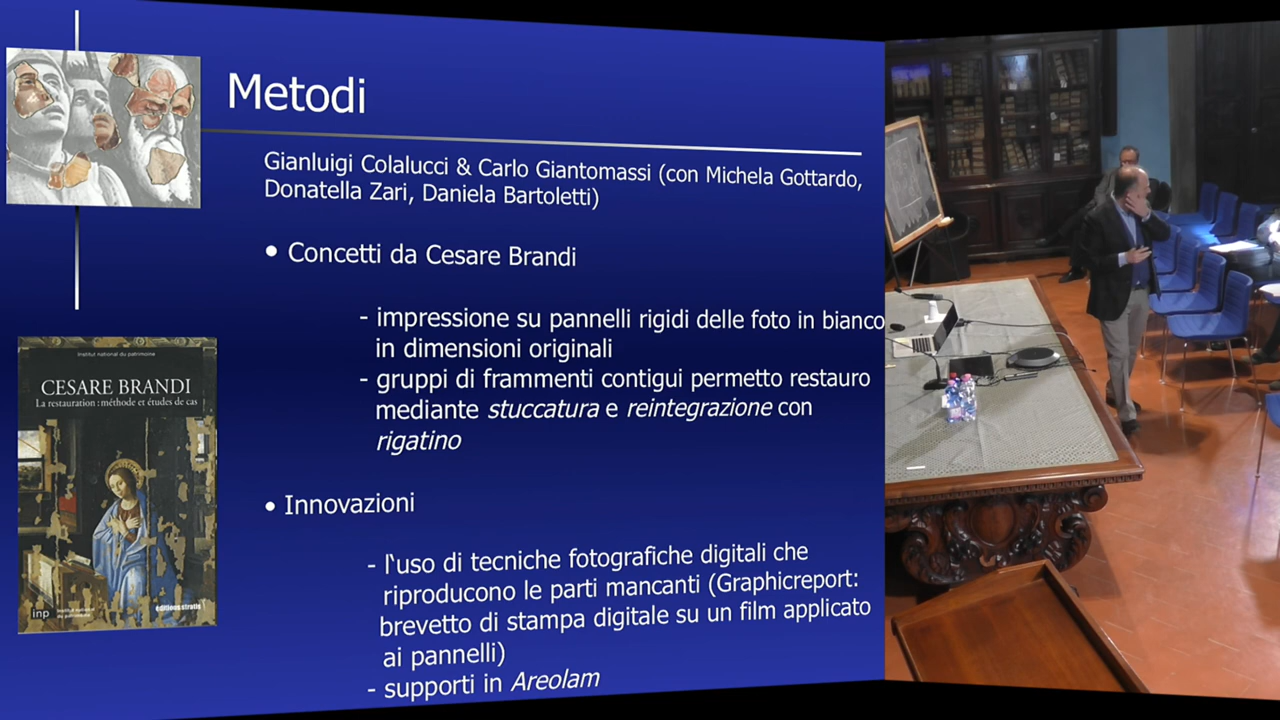 Metodi
Gianluigi Colalucci & Carlo Giantomassi (con Michela Gottardo,
Donatella Zari, Daniela Bartoletti)
• Concetti da Cesare Brandi
- impressione su pannelli rigidi delle foto in bianco
in dimensioni originali
- gruppi di frammenti contigui permetto restauro
mediante stuccatura e reintegrazione con
rigatino
• Innovazioni
- l'uso di tecniche fotografiche digitali che
riproducono le parti mancanti (Graphicreport:
brevetto di stampa digitale su un film applicato
ai pannelli)
- supporti in Areolam
Institut national du patrimoine
CESARE BRANDI
La restauration : méthode et études de cas
inp
institut national
du patrimoine
éditions stratis